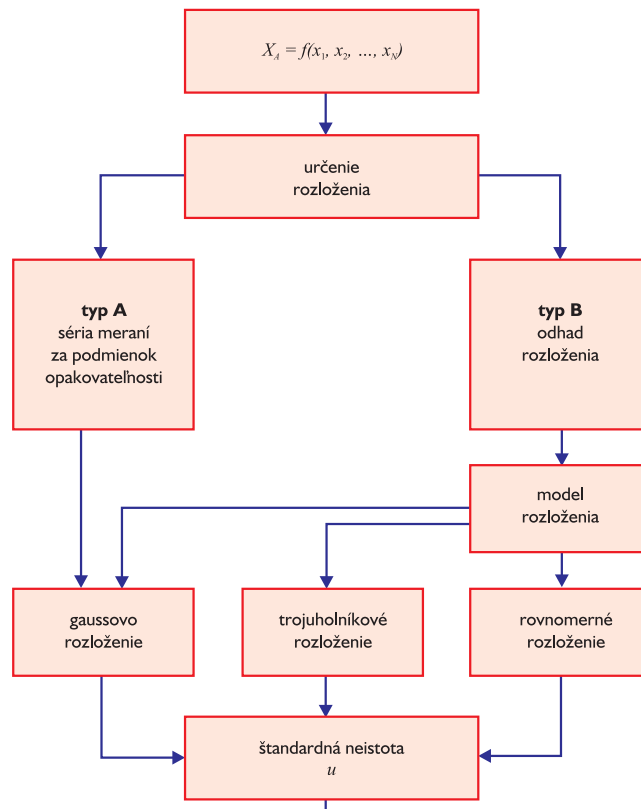 X_A = f(x_1, x_2, ..., x_N)
určenie
rozloženia
typ A
séria meraní
za podmienok
opakovateľnosti
typ B
odhad
rozloženia
model
rozloženia
gaussovo
rozloženie
trojuholníkové
rozloženie
rovnomerné
rozloženie
štandardná neistota
u